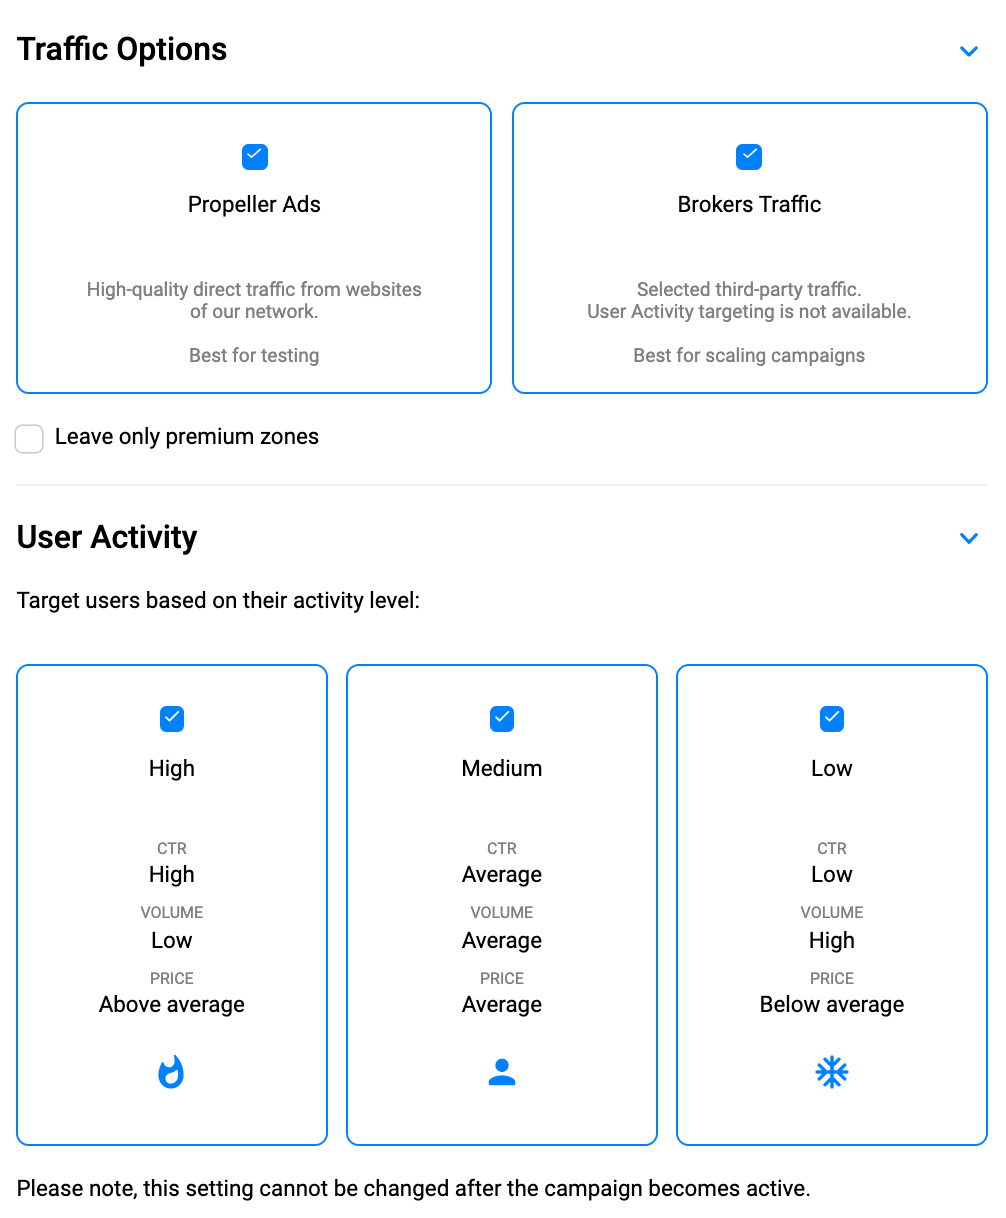 Traffic Options
Propeller Ads
High-quality direct traffic from websites
of our network.
Best for testing
Brokers Traffic
Selected third-party traffic.
User Activity targeting is not available.
Best for scaling campaigns
Leave only premium zones
User Activity
Target users based on their activity level:
High
CTR
High
VOLUME
Low
PRICE
Above average
Medium
CTR
Average
VOLUME
Average
PRICE
Average
Low
CTR
Low
VOLUME
High
PRICE
Below average
Please note, this setting cannot be changed after the campaign becomes active.